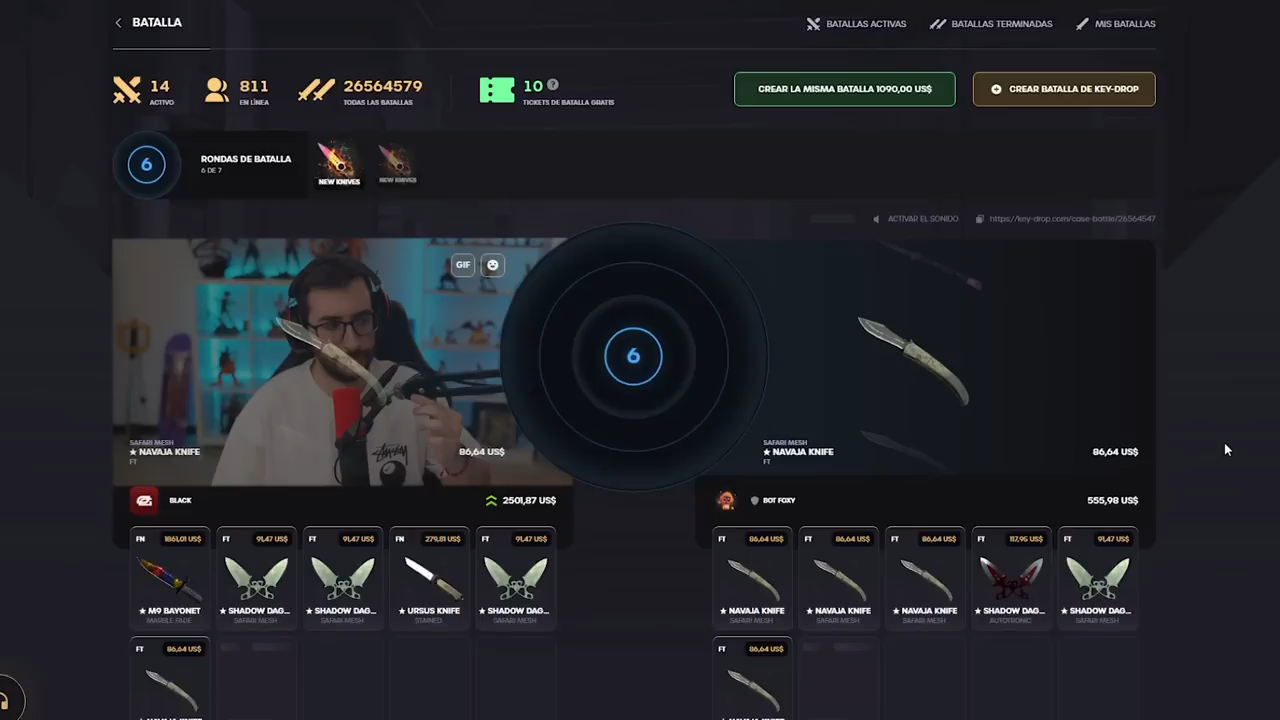 BATALLA
BATALLAS ACTIVAS
BATALLAS TERMINADAS
MIS BATALLAS
14
ACTIVO
811
EN LÍNEA
26564579
TODAS LAS BATALLAS
10 ?
TICKETS DE BATALLA GRATIS
CREAR LA MISMA BATALLA 1090,00 US$
CREAR BATALLA DE KEY-DROP
6
RONDAS DE BATALLA
6 DE 7
NEW KNIVES
NEW KNIVES
ACTIVAR EL SONIDO
https://key-drop.com/case-battle/26564547
GIF
6
SAFARI MESH
★ NAVAJA KNIFE
FT
86,64 US$
SAFARI MESH
★ NAVAJA KNIFE
FT
86,64 US$
BLACK
2501,87 US$
BOT FOXY
555,98 US$
FN 1861,01 US$
★ M9 BAYONET
MARBLE FADE
FT 91,47 US$
★ SHADOW DAG...
SAFARI MESH
FT 91,47 US$
★ SHADOW DAG...
SAFARI MESH
FN 279,81 US$
★ URSUS KNIFE
STAINED
FT 91,47 US$
★ SHADOW DAG...
SAFARI MESH
FT 86,64 US$
★ NAVAJA KNIFE
SAFARI MESH
FT 86,64 US$
★ NAVAJA KNIFE
SAFARI MESH
FT 86,64 US$
★ NAVAJA KNIFE
SAFARI MESH
FT 117,95 US$
★ SHADOW DAG...
AUTOTRONIC
FT 91,47 US$
★ SHADOW DAG...
SAFARI MESH
FT 86,64 US$
★ NAVAJA KNIFE
FT 86,64 US$
★ NAVAJA KNIFE